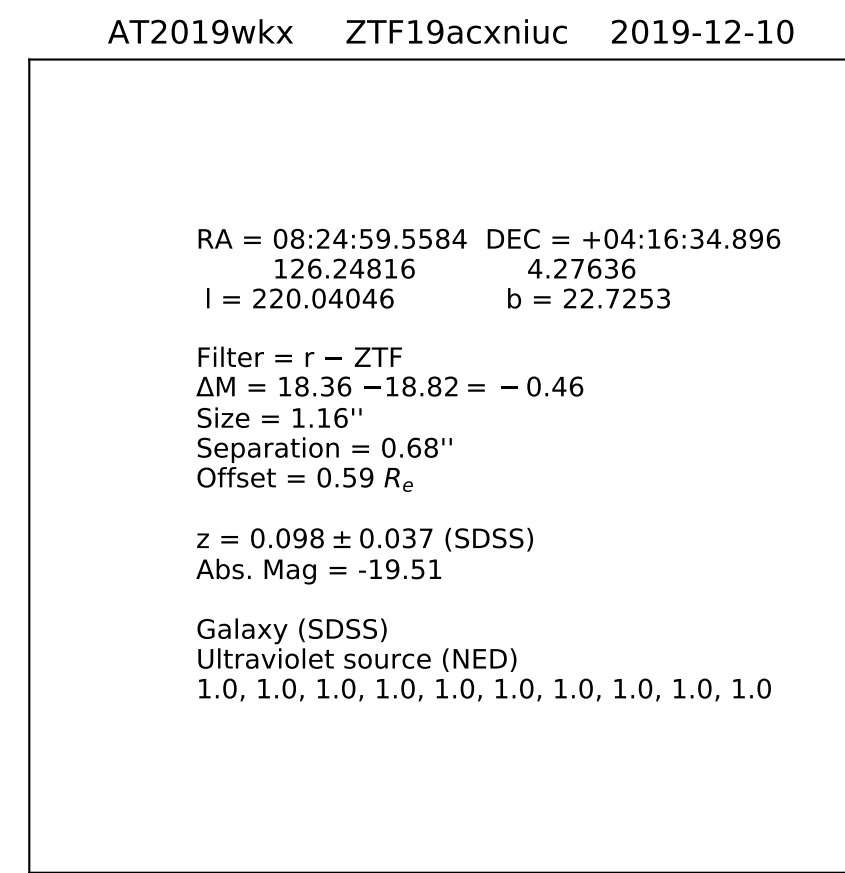 AT2019wkx ZTF19acxniuc 2019-12-10
RA = 08:24:59.5584 DEC = +04:16:34.896
126.24816 4.27636
l = 220.04046 b = 22.7253
Filter = r − ZTF
ΔM = 18.36 −18.82 = − 0.46
Size = 1.16''
Separation = 0.68''
Offset = 0.59 Rₑ
z = 0.098 ± 0.037 (SDSS)
Abs. Mag = -19.51
Galaxy (SDSS)
Ultraviolet source (NED)
1.0, 1.0, 1.0, 1.0, 1.0, 1.0, 1.0, 1.0, 1.0, 1.0